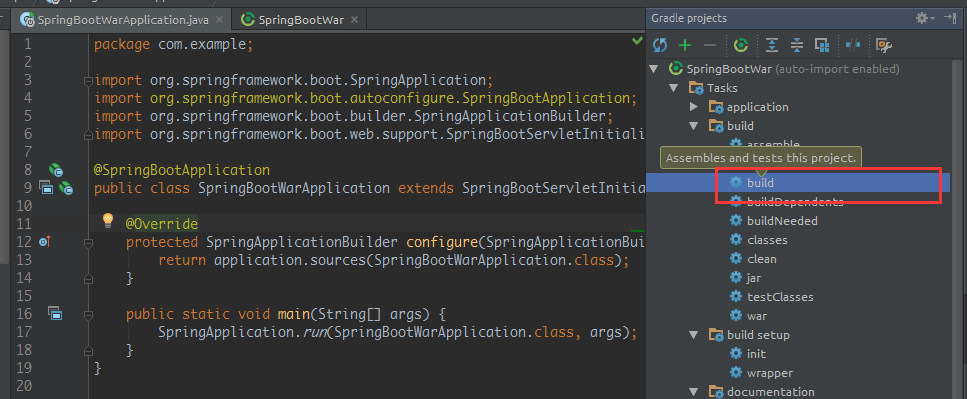 SpringBootWarApplication.java
SpringBootWar
1 package com.example;
2
3 import org.springframework.boot.SpringApplication;
4 import org.springframework.boot.autoconfigure.SpringBootApplication;
5 import org.springframework.boot.builder.SpringApplicationBuilder;
6 import org.springframework.boot.web.support.SpringBootServletInitiali
7
8 @SpringBootApplication
9 public class SpringBootWarApplication extends SpringBootServletInitia
10
11 @Override
12 protected SpringApplicationBuilder configure(SpringApplicationBui
13 return application.sources(SpringBootWarApplication.class);
14 }
15
16 public static void main(String[] args) {
17 SpringApplication.run(SpringBootWarApplication.class, args);
18 }
19 }
20
Gradle projects
SpringBootWar (auto-import enabled)
Tasks
application
build
assemble
Assembles and tests this project.
build
buildDependents
buildNeeded
classes
clean
jar
testClasses
war
build setup
init
wrapper
documentation